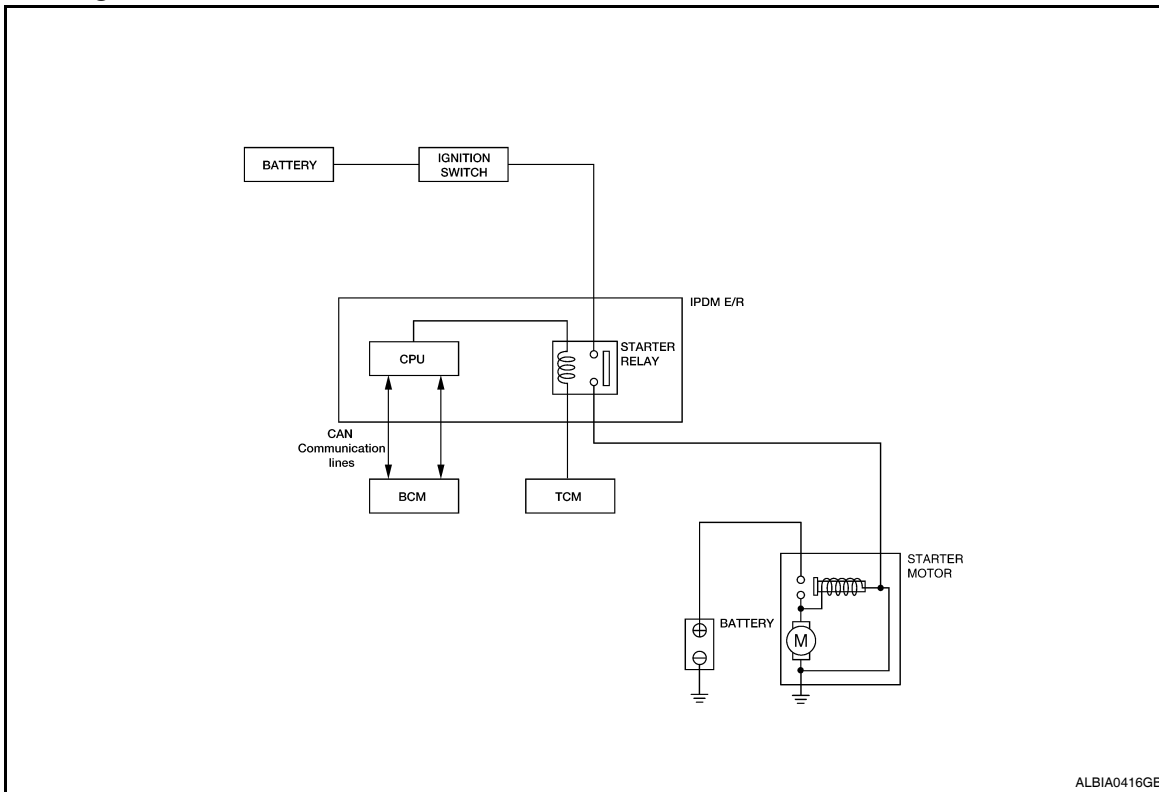 BATTERY
IGNITION
SWITCH
IPDM E/R
CPU
STARTER
RELAY
CAN
Communication
lines
BCM
TCM
STARTER
MOTOR
BATTERY
M
ALBIA0416GB